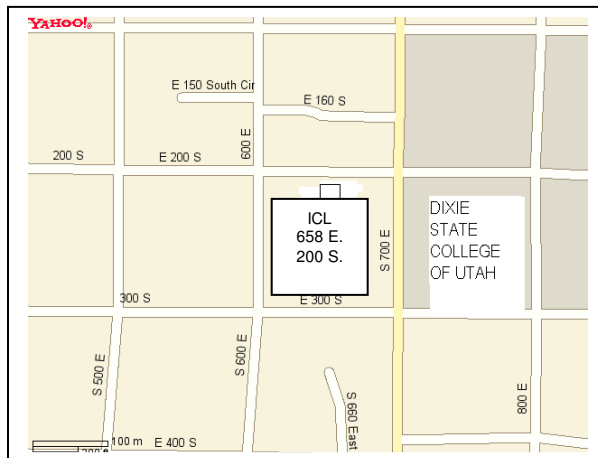 YAHOO!®
E 150 South Cir
E 160 S
600 E
200 S
E 200 S
ICL
658 E.
200 S.
S 700 E
DIXIE
STATE
COLLEGE
OF UTAH
300 S
E 300 S
S 500 E
S 600 E
S 660 East
800 E
100 m
E 400 S